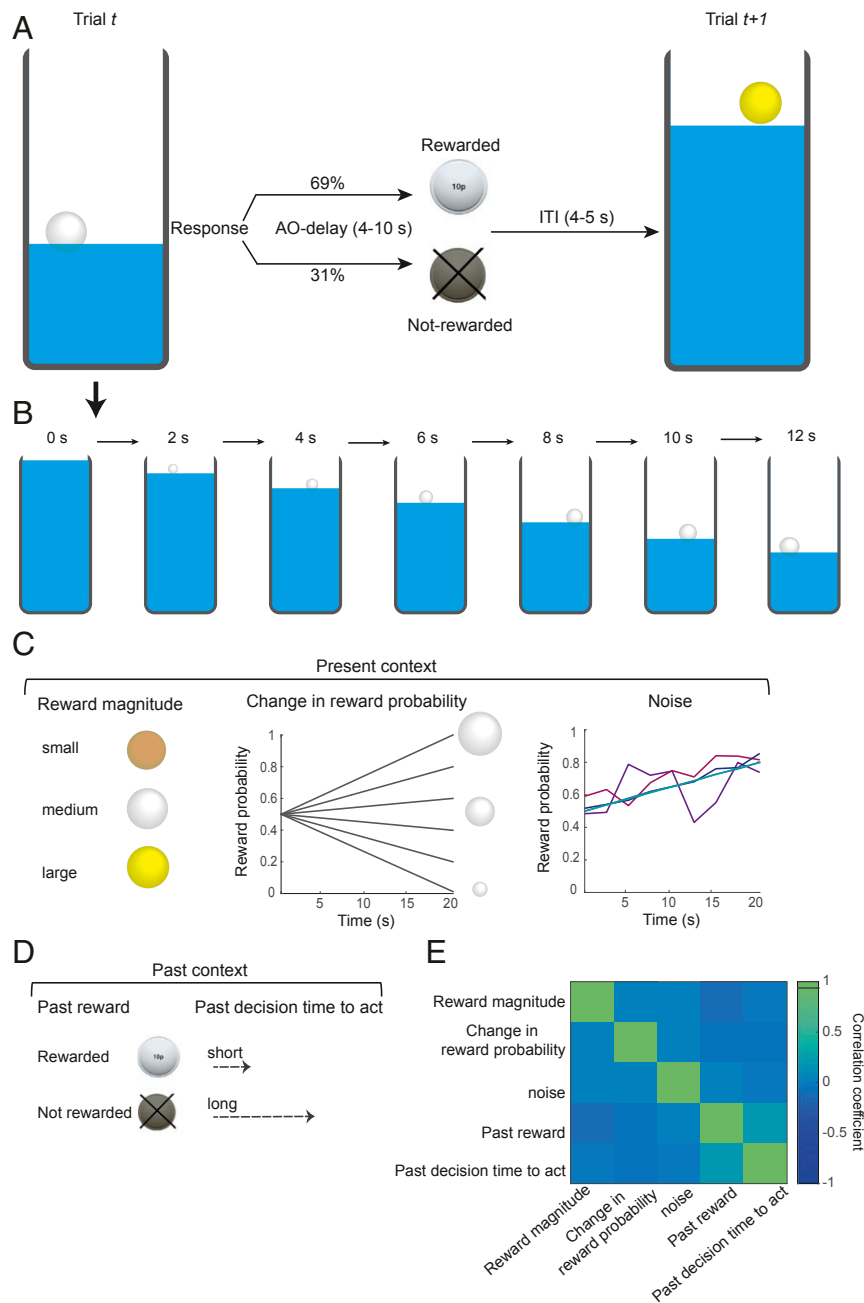 A
Trial t
Trial t+1
Rewarded
69%
10p
Response
AO-delay (4-10 s)
ITI (4-5 s)
31%
Not-rewarded
B
0 s
2 s
4 s
6 s
8 s
10 s
12 s
C
Present context
Reward magnitude
small
medium
large
Change in reward probability
Reward probability
1
0.8
0.6
0.4
0.2
0
5
10
15
20
Time (s)
Noise
Reward probability
1
0.8
0.6
0.4
0.2
0
5
10
15
20
Time (s)
D
Past context
Past reward
Past decision time to act
Rewarded
10p
short
Not rewarded
long
E
Reward magnitude
Change in
reward probability
noise
Past reward
Past decision time to act
Reward magnitude
Change in
reward probability
noise
Past reward
Past decision time to act
1
0.5
0
-0.5
-1
Correlation coefficient